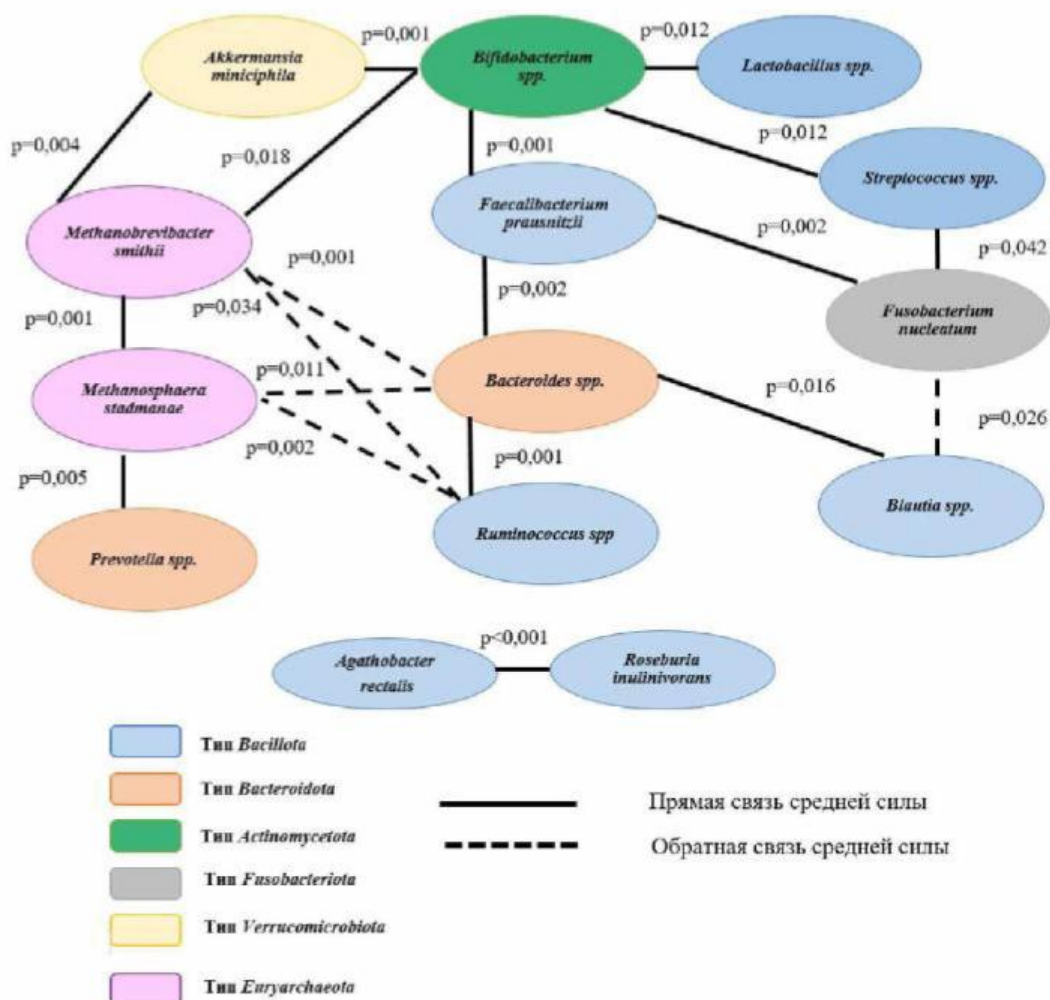 p=0,001
p=0,012
Akkermansia
miniciphila
Bifidobacterium
spp.
Lactobacillus spp.
p=0,004
p=0,018
p=0,001
p=0,012
Faecalibacterium
prausnitzii
Streptococcus spp.
Methanobrevibacter
smithii
p=0,001
p=0,002
p=0,042
p=0,034
p=0,002
Fusobacterium
nucleatum
p=0,001
p=0,011
Methanosphaera
stadmanae
Bacteroides spp.
p=0,016
p=0,026
p=0,002
p=0,001
p=0,005
Prevotella spp.
Ruminococcus spp
Blautia spp.
p<0,001
Agathobacter
rectalis
Roseburia
inulinivorans
Тип Bacillota
Тип Bacteroidota
Тип Actinomycetota
Тип Fusobacteriota
Тип Verrucomicrobiota
Тип Euryarchaeota
Прямая связь средней силы
Обратная связь средней силы